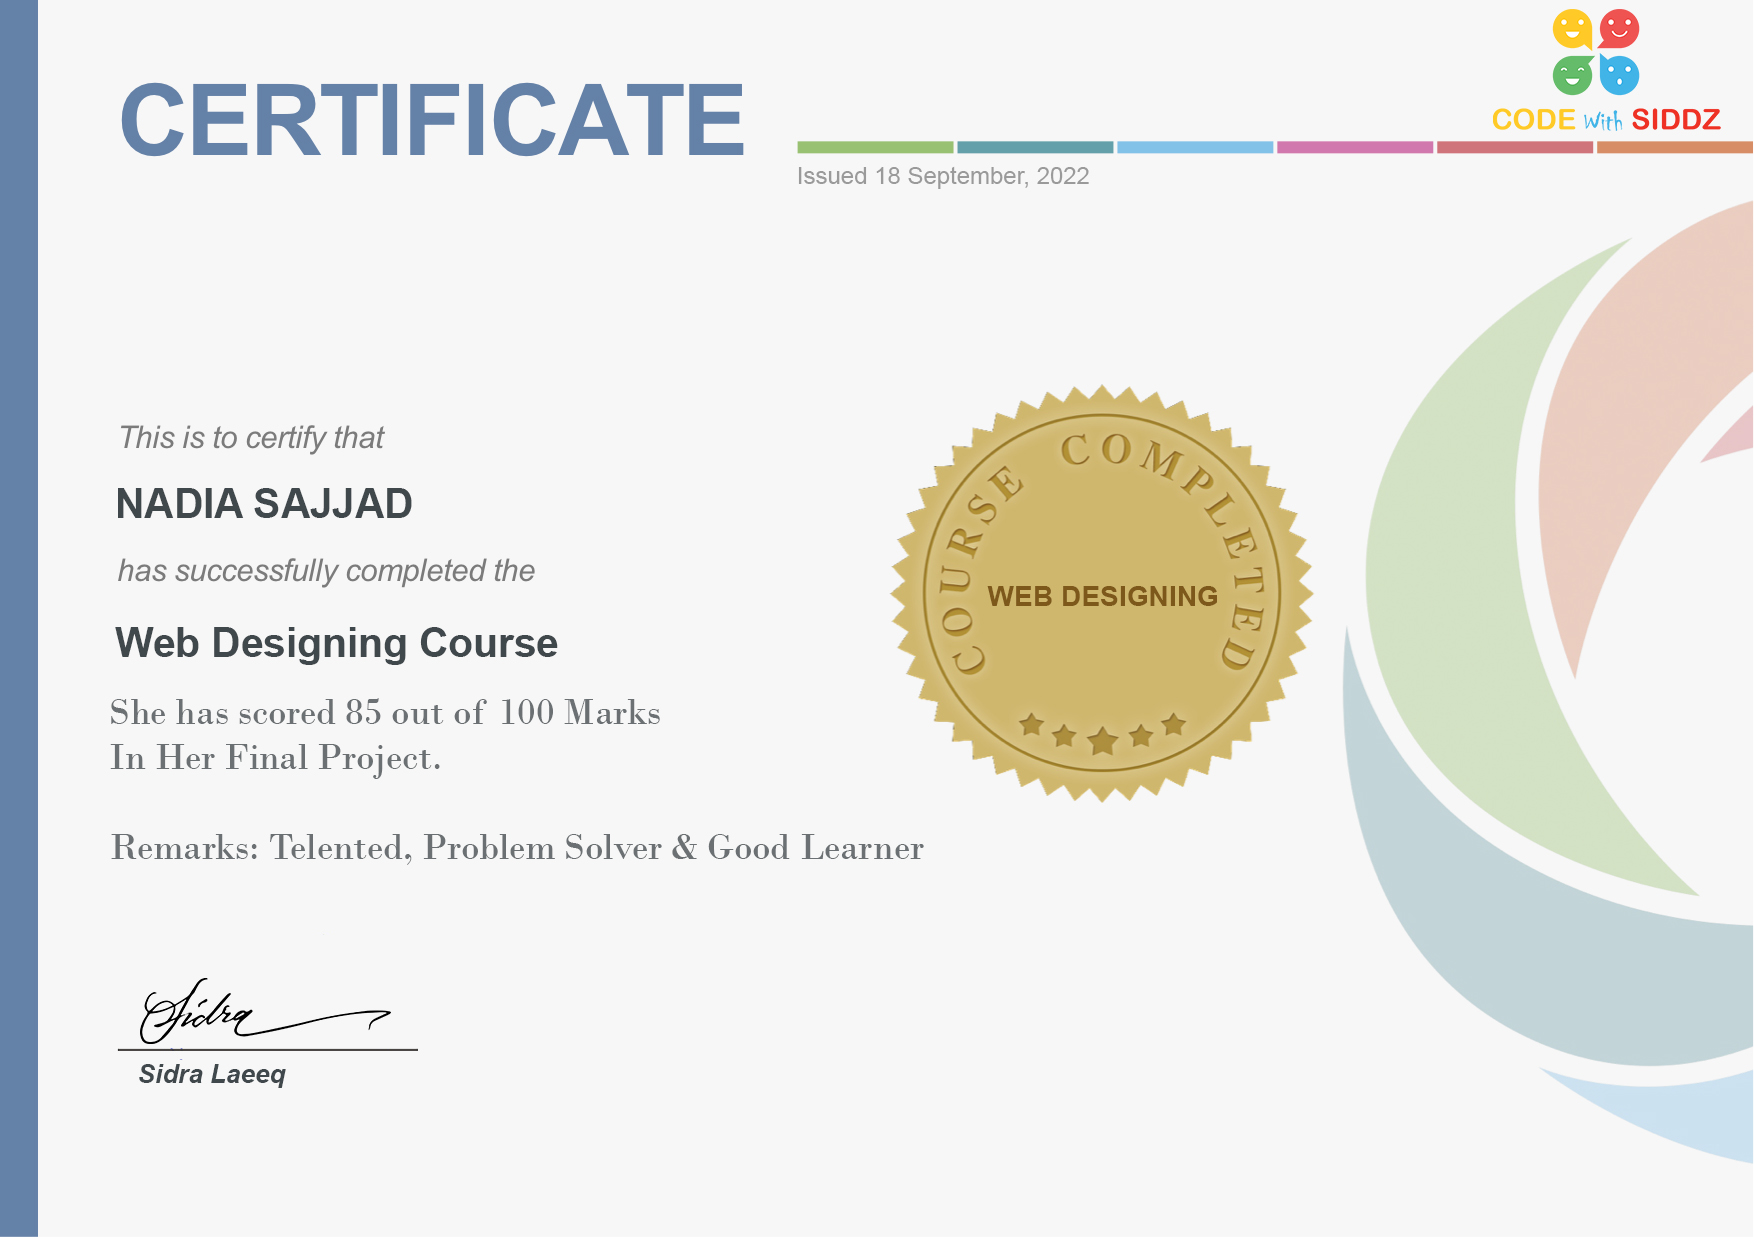 CODE With SIDDZ
CERTIFICATE
Issued 18 September, 2022
This is to certify that
NADIA SAJJAD
has successfully completed the
Web Designing Course
She has scored 85 out of 100 Marks
In Her Final Project.
Remarks: Telented, Problem Solver & Good Learner
COURSE COMPLETED
WEB DESIGNING
Sidra
Sidra Laeeq